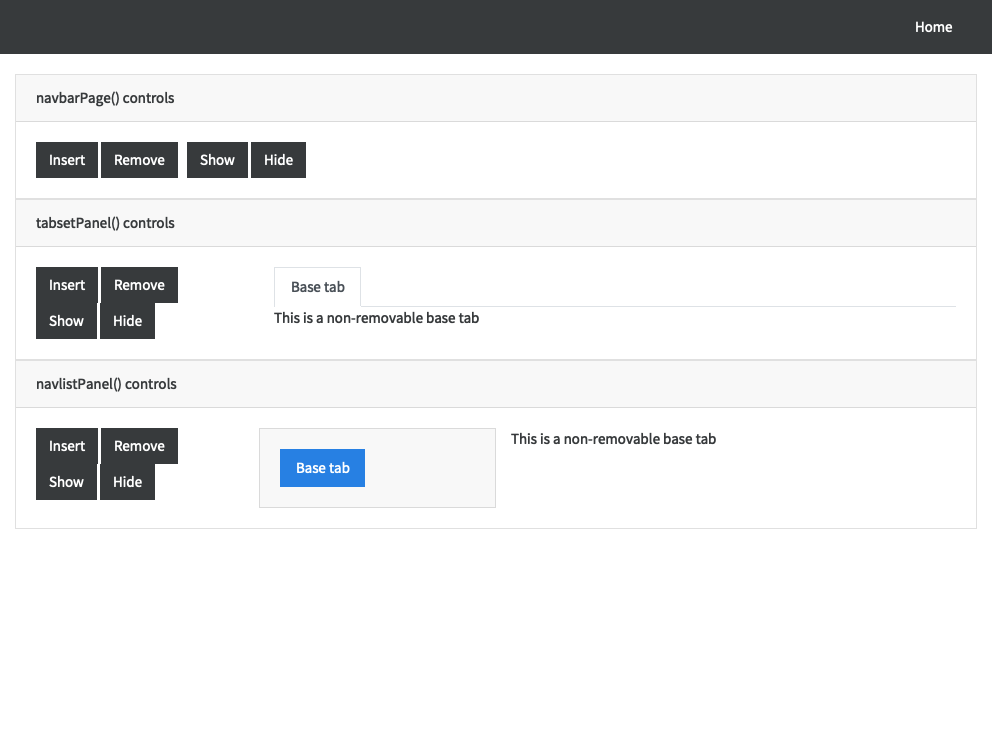 Home
navbarPage() controls
Insert Remove Show Hide
tabsetPanel() controls
Insert Remove
Show Hide
Base tab
This is a non-removable base tab
navlistPanel() controls
Insert Remove
Show Hide
Base tab
This is a non-removable base tab